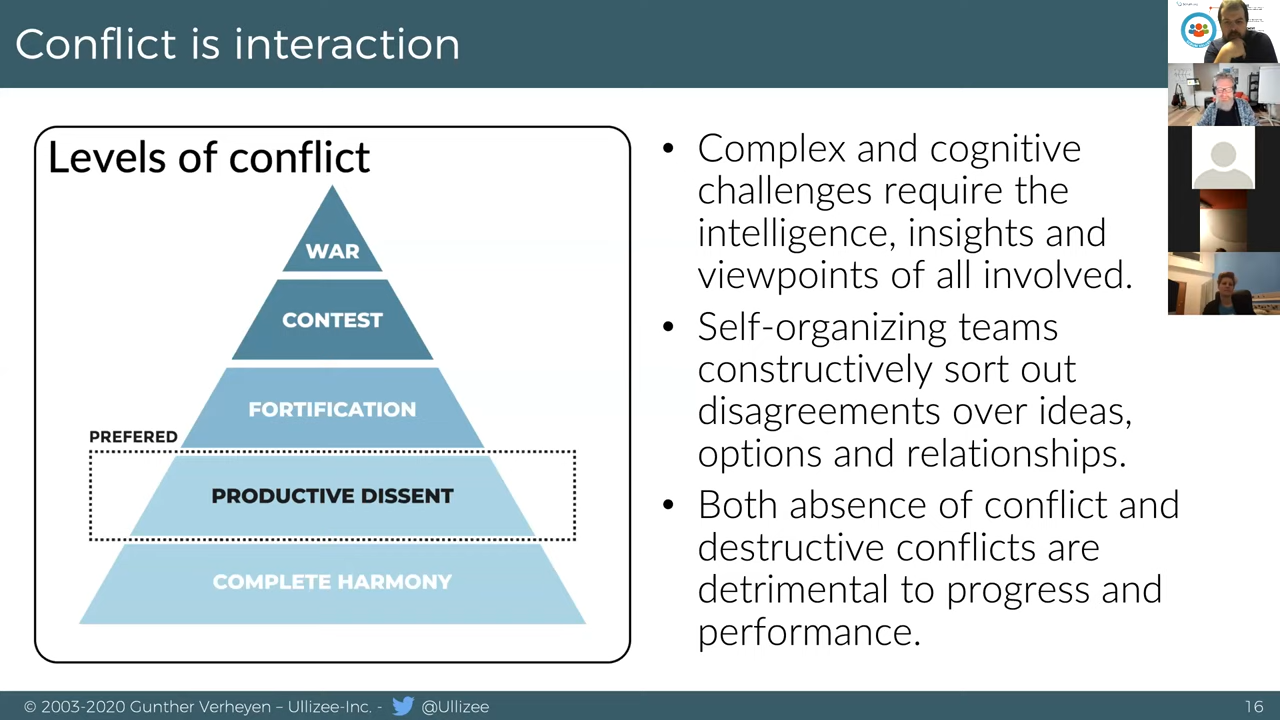 Conflict is interaction
Levels of conflict
WAR
CONTEST
FORTIFICATION
PREFERED
PRODUCTIVE DISSENT
COMPLETE HARMONY
• Complex and cognitive
challenges require the
intelligence, insights and
viewpoints of all involved.
• Self-organizing teams
constructively sort out
disagreements over ideas,
options and relationships.
• Both absence of conflict and
destructive conflicts are
detrimental to progress and
performance.
© 2003-2020 Gunther Verheyen – Ullizee-Inc. - @Ullizee
16